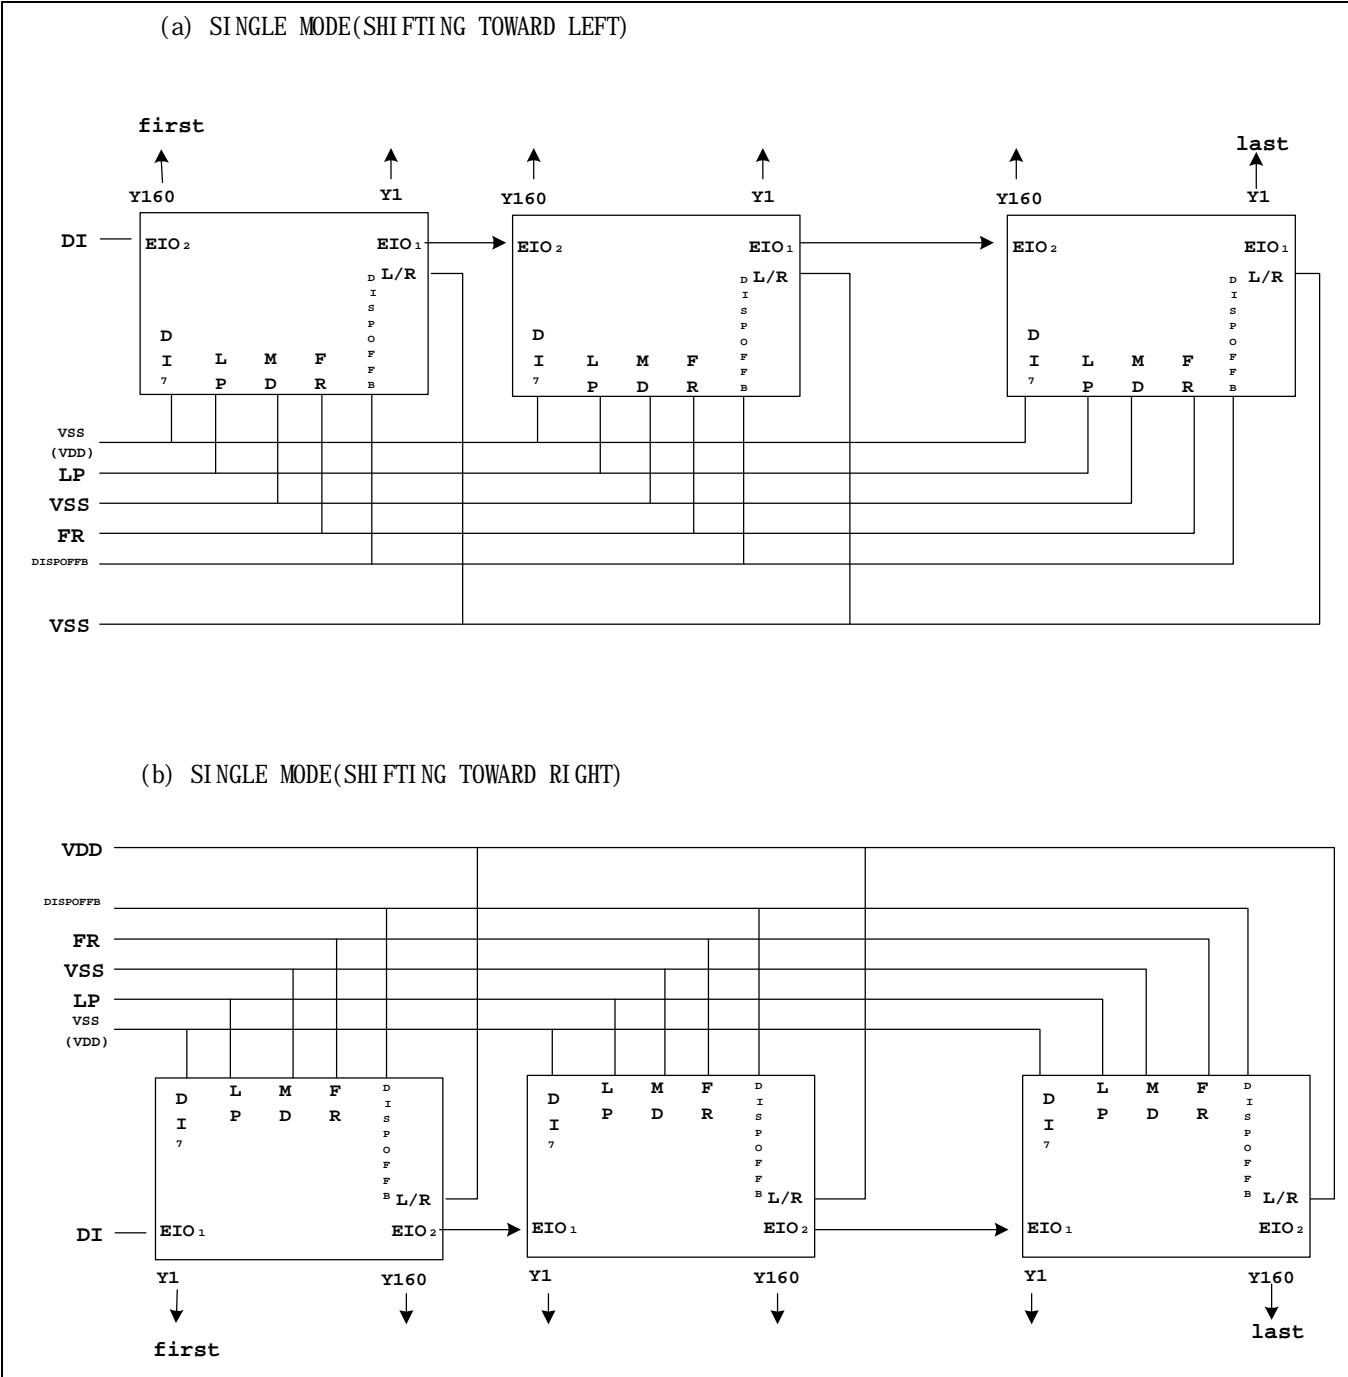 (a) SINGLE MODE(SHIFTING TOWARD LEFT)
first
last
Y160 Y1 Y160 Y1 Y160 Y1
DI EIO2 EIO1 EIO2 EIO1 EIO2 EIO1
L/R L/R L/R
DI7 LP MD FR DISPOFFB DI7 LP MD FR DISPOFFB DI7 LP MD FR DISPOFFB
VSS
(VDD)
LP
VSS
FR
DISPOFFB
VSS
(b) SINGLE MODE(SHIFTING TOWARD RIGHT)
VDD
DISPOFFB
FR
VSS
LP
VSS
(VDD)
DI7 LP MD FR DISPOFFB DI7 LP MD FR DISPOFFB DI7 LP MD FR DISPOFFB
L/R L/R L/R
DI EIO1 EIO2 EIO1 EIO2 EIO1 EIO2
Y1 Y160 Y1 Y160 Y1 Y160
first
last